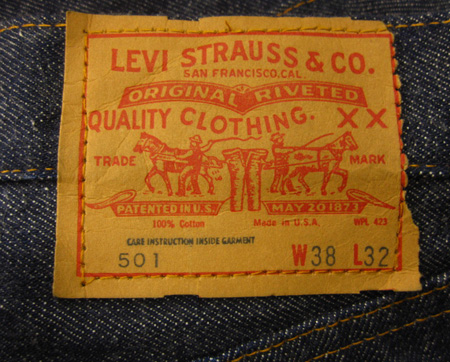 LEVI STRAUSS & CO.
SAN FRANCISCO.CAL.
ORIGINAL RIVETED
QUALITY CLOTHING. XX
TRADE MARK
PATENTED IN U.S. MAY 20 1873
100% Cotton Made in U.S.A. WPL 423
CARE INSTRUCTION INSIDE GARMENT
501 W38 L32